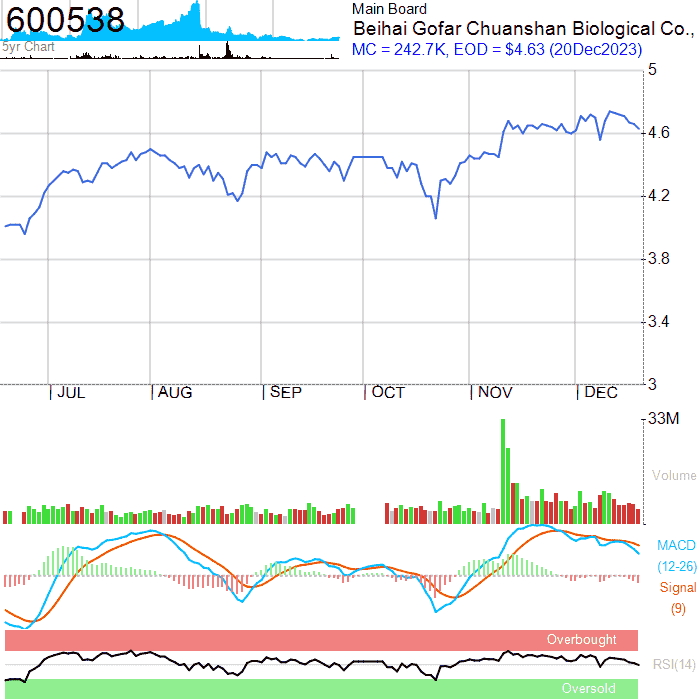 600538
5yr Chart
Main Board
Beihai Gofar Chuanshan Biological Co.,
MC = 242.7K, EOD = $4.63 (20Dec2023)
5
4.6
4.2
3.8
3.4
3
JUL AUG SEP OCT NOV DEC
33M
Volume
MACD
(12-26)
Signal
(9)
Overbought
RSI(14)
Oversold